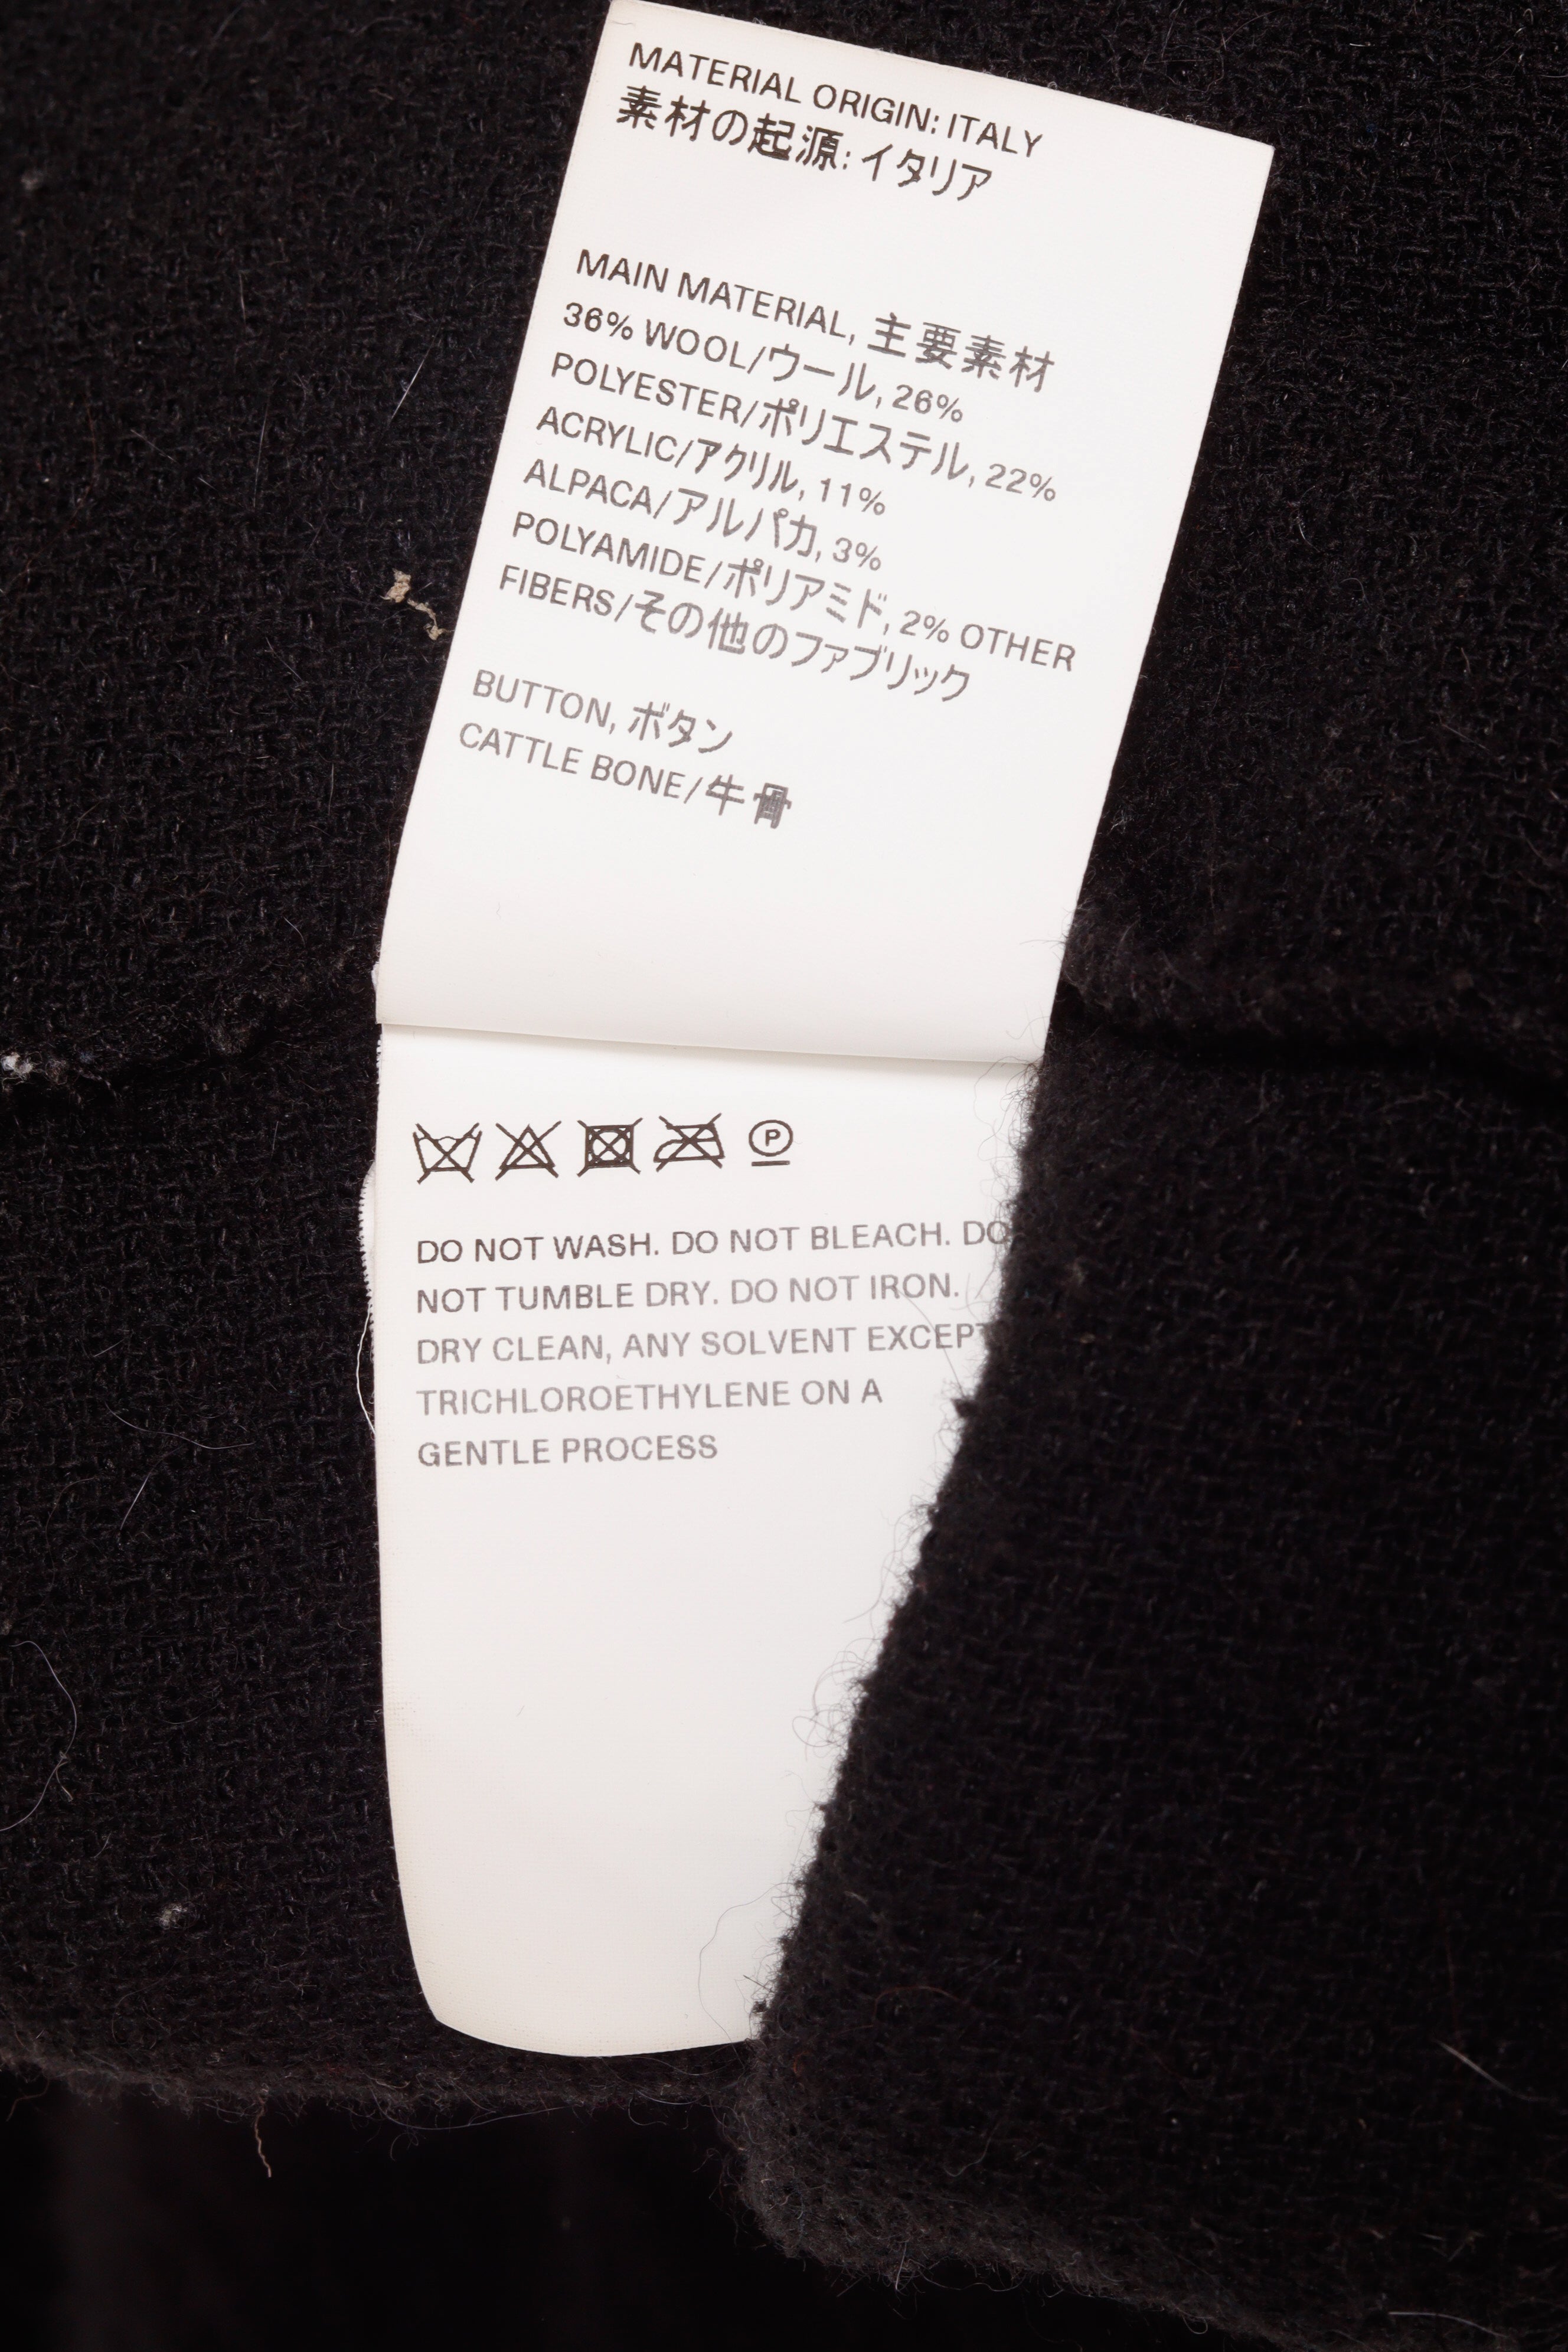 MATERIAL ORIGIN: ITALY
素材の起源: イタリア
MAIN MATERIAL, 主要素材
36% WOOL/ウール, 26%
POLYESTER/ポリエステル, 22%
ACRYLIC/アクリル, 11%
ALPACA/アルパカ, 3%
POLYAMIDE/ポリアミド, 2% OTHER
FIBERS/その他のファブリック
BUTTON, ボタン
CATTLE BONE/牛骨
P
DO NOT WASH. DO NOT BLEACH. DO
NOT TUMBLE DRY. DO NOT IRON.
DRY CLEAN, ANY SOLVENT EXCEPT
TRICHLOROETHYLENE ON A
GENTLE PROCESS